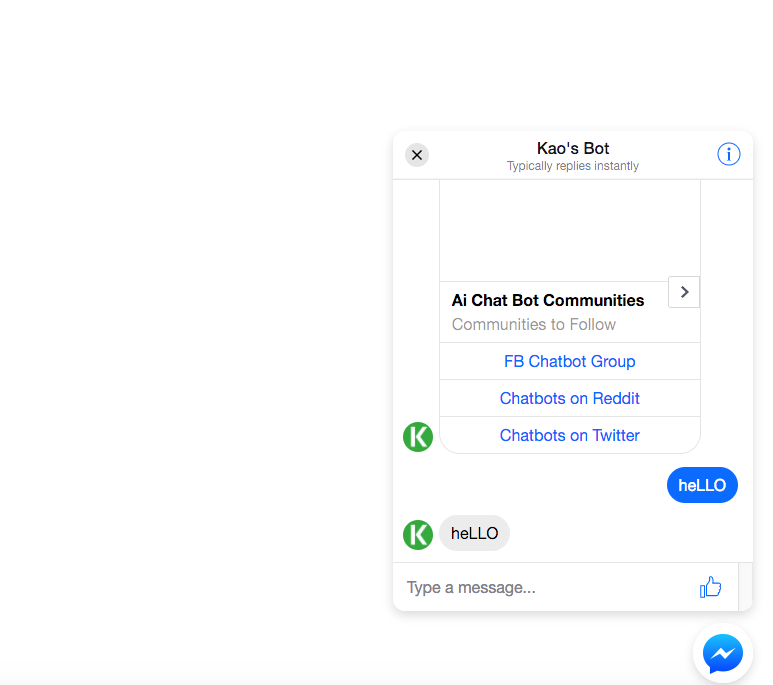 Kao's Bot
Typically replies instantly
Ai Chat Bot Communities
Communities to Follow
FB Chatbot Group
Chatbots on Reddit
Chatbots on Twitter
K
heLLO
K
heLLO
Type a message...